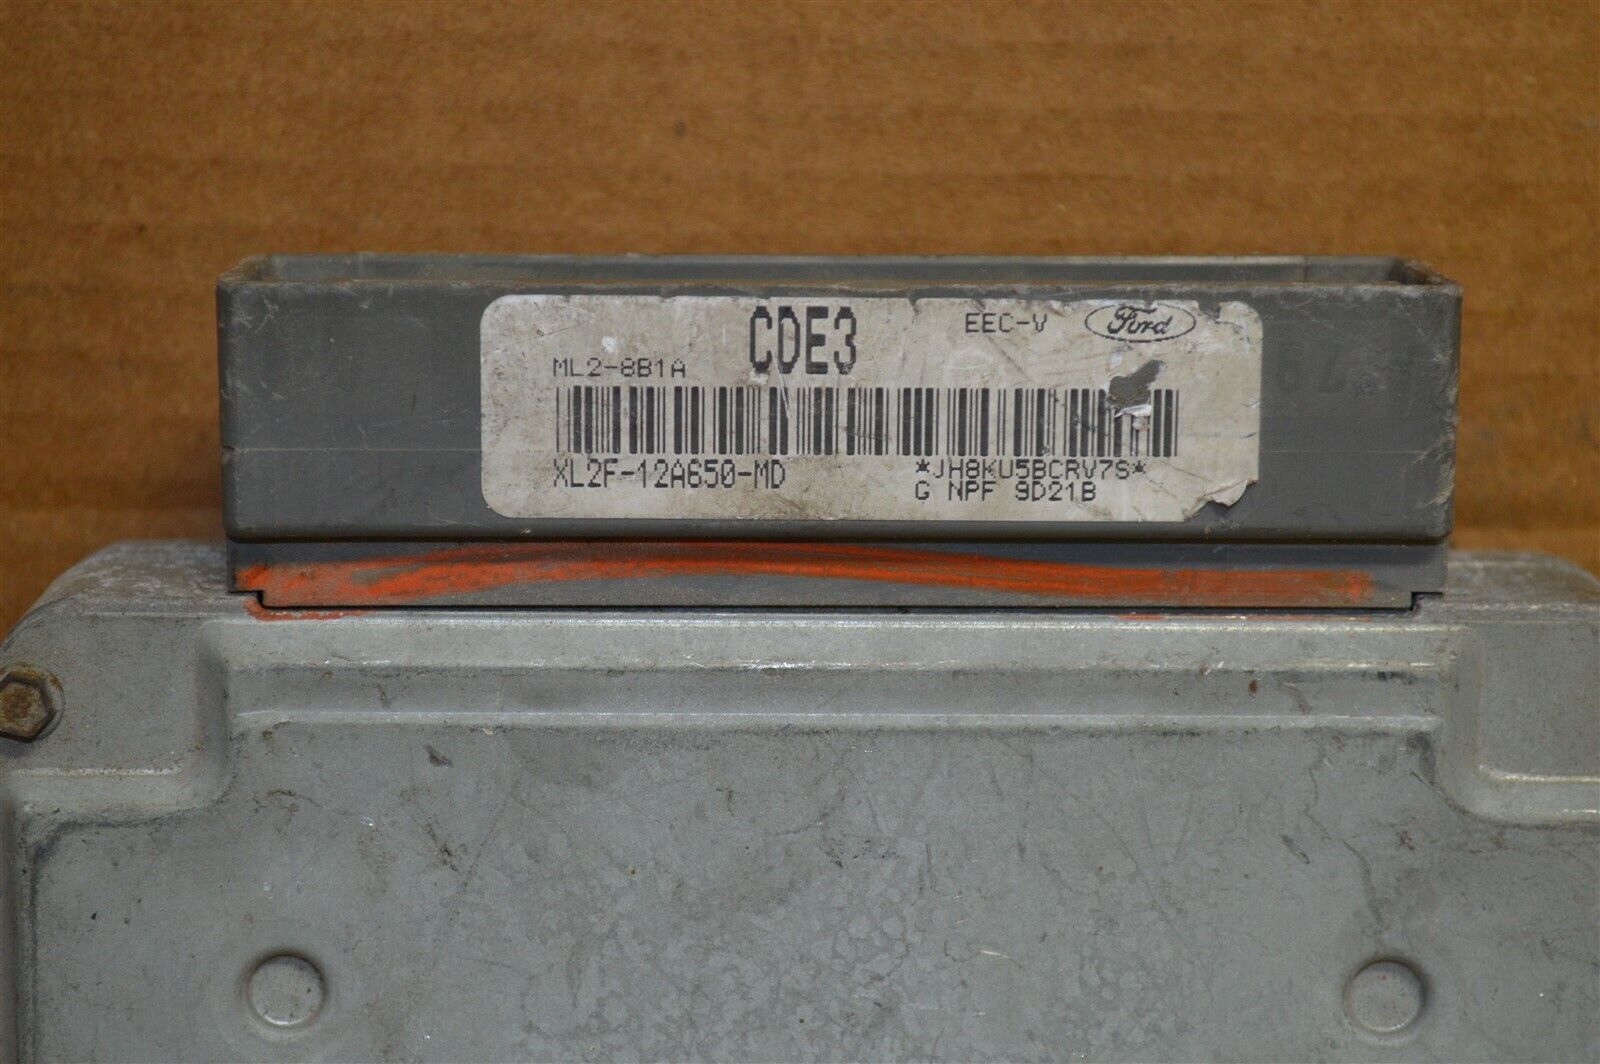 CDE3 EEC-V Ford
ML2-8B1A
XL2F-12A650-MD *JH8KU5BCRV7S*
G NPF 9D21B